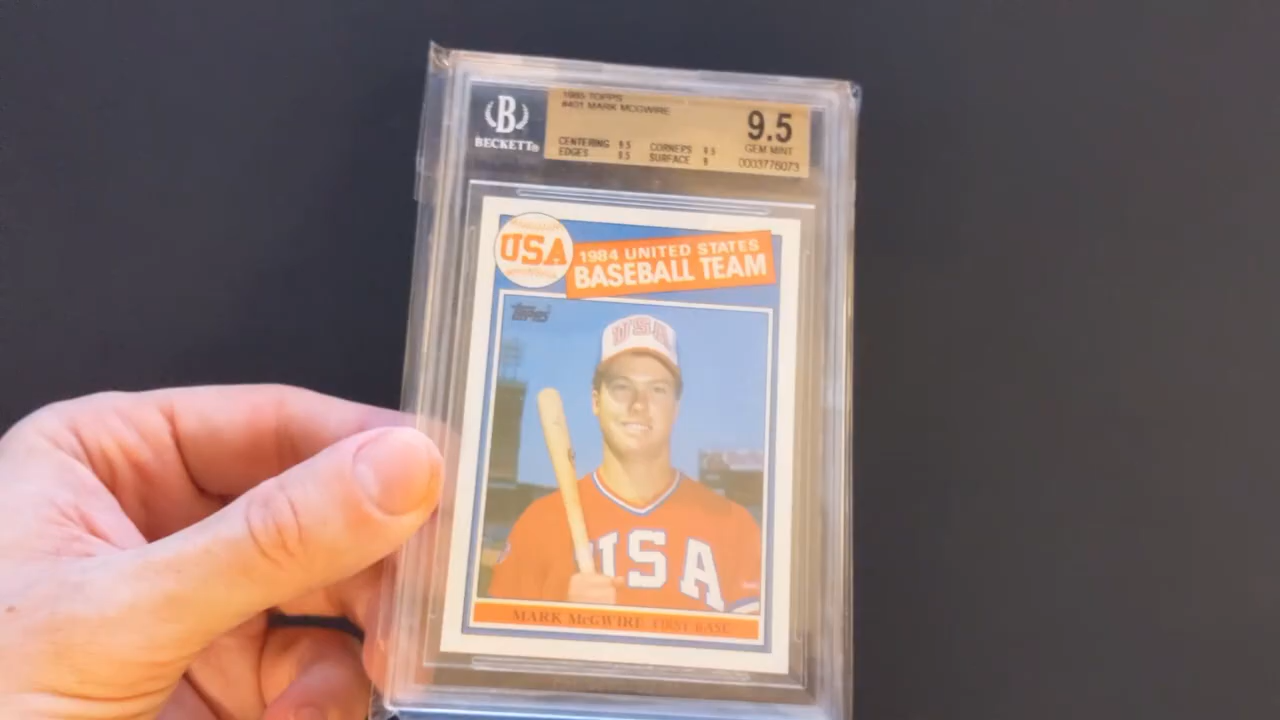 B
BECKETT®
1985 TOPPS
#401 MARK MCGWIRE
CENTERING 9.5 CORNERS 9.5
EDGES 9.5 SURFACE 9
9.5
GEM MINT
0003776073
USA
1984 UNITED STATES
BASEBALL TEAM
TOPPS
USA
USA
MARK McGWIRE FIRST BASE